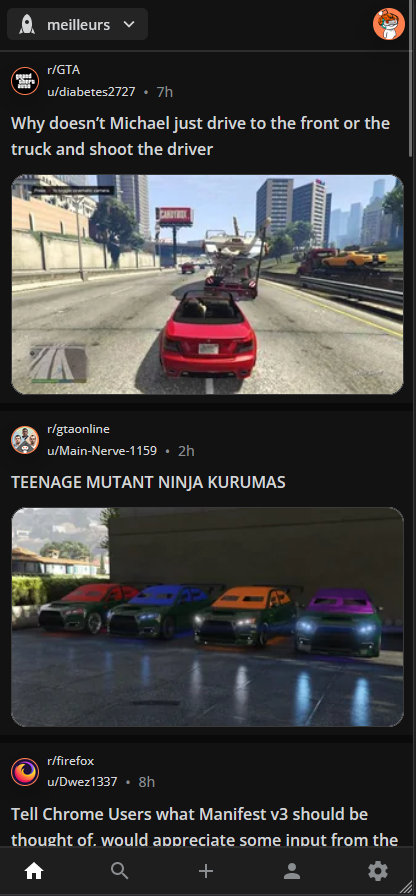 meilleurs
r/GTA
u/diabetes2727 • 7h
Why doesn’t Michael just drive to the front or the
truck and shoot the driver
CANDYBOX
r/gtaonline
u/Main-Nerve-1159 • 2h
TEENAGE MUTANT NINJA KURUMAS
r/firefox
u/Dwez1337 • 8h
Tell Chrome Users what Manifest v3 should be
thought of, would appreciate some input from the